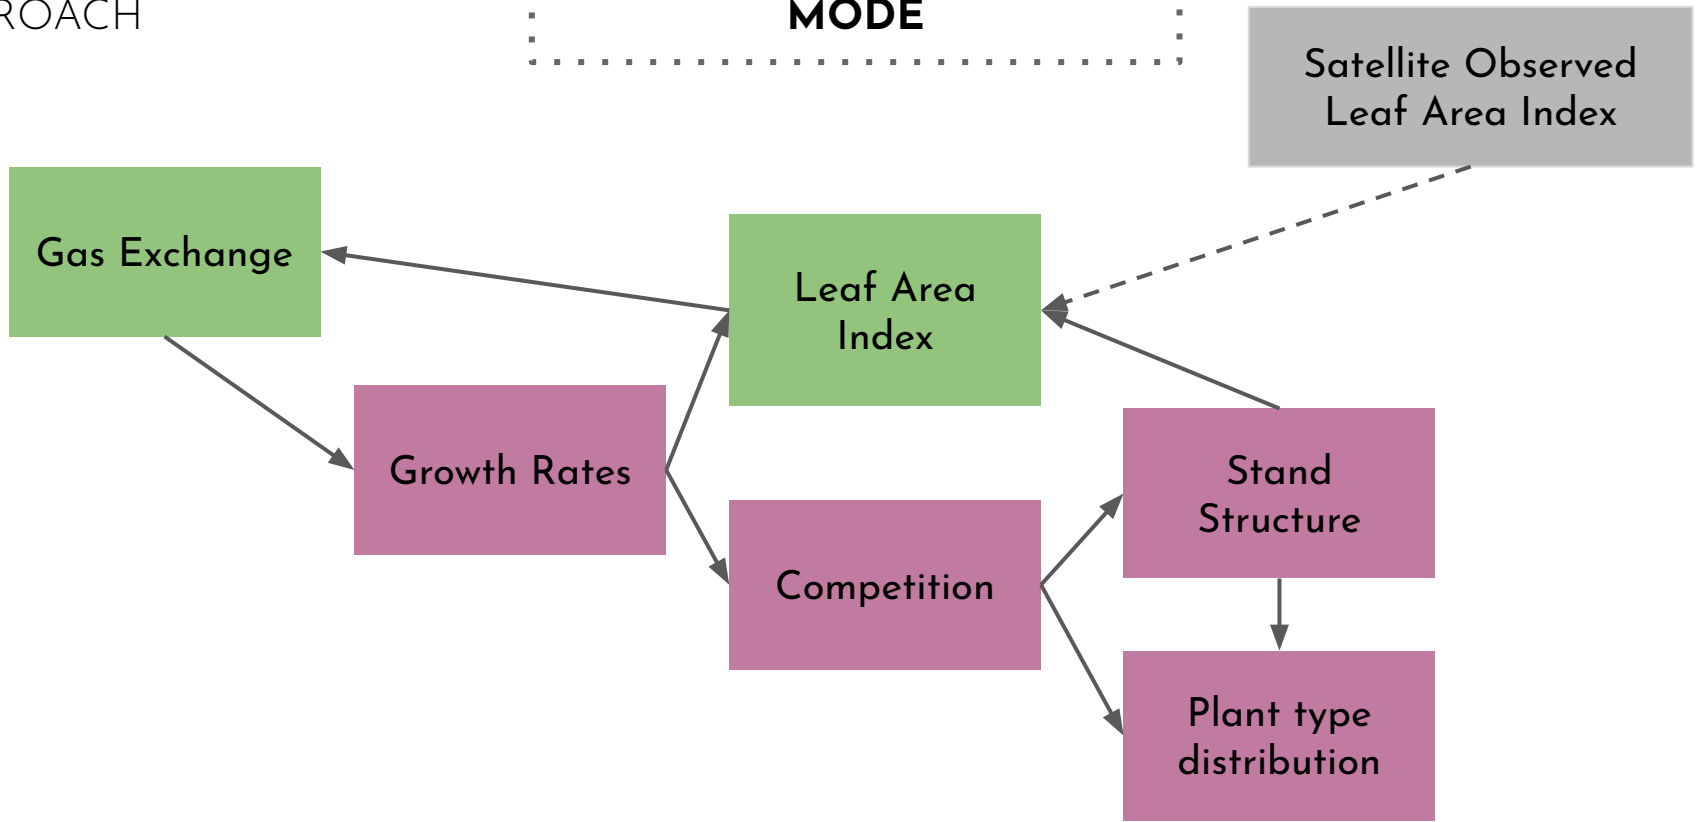 ROACH
MODE
Satellite Observed
Leaf Area Index
Gas Exchange
Leaf Area
Index
Growth Rates
Stand
Structure
Competition
Plant type
distribution